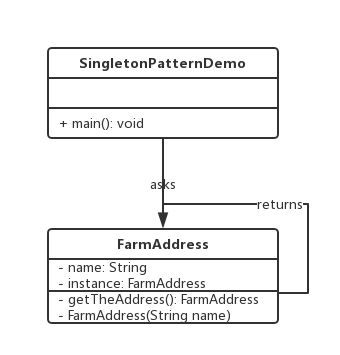 SingletonPatternDemo
+ main(): void
asks
returns
FarmAddress
- name: String
- instance: FarmAddress
- getTheAddress(): FarmAddress
- FarmAddress(String name)